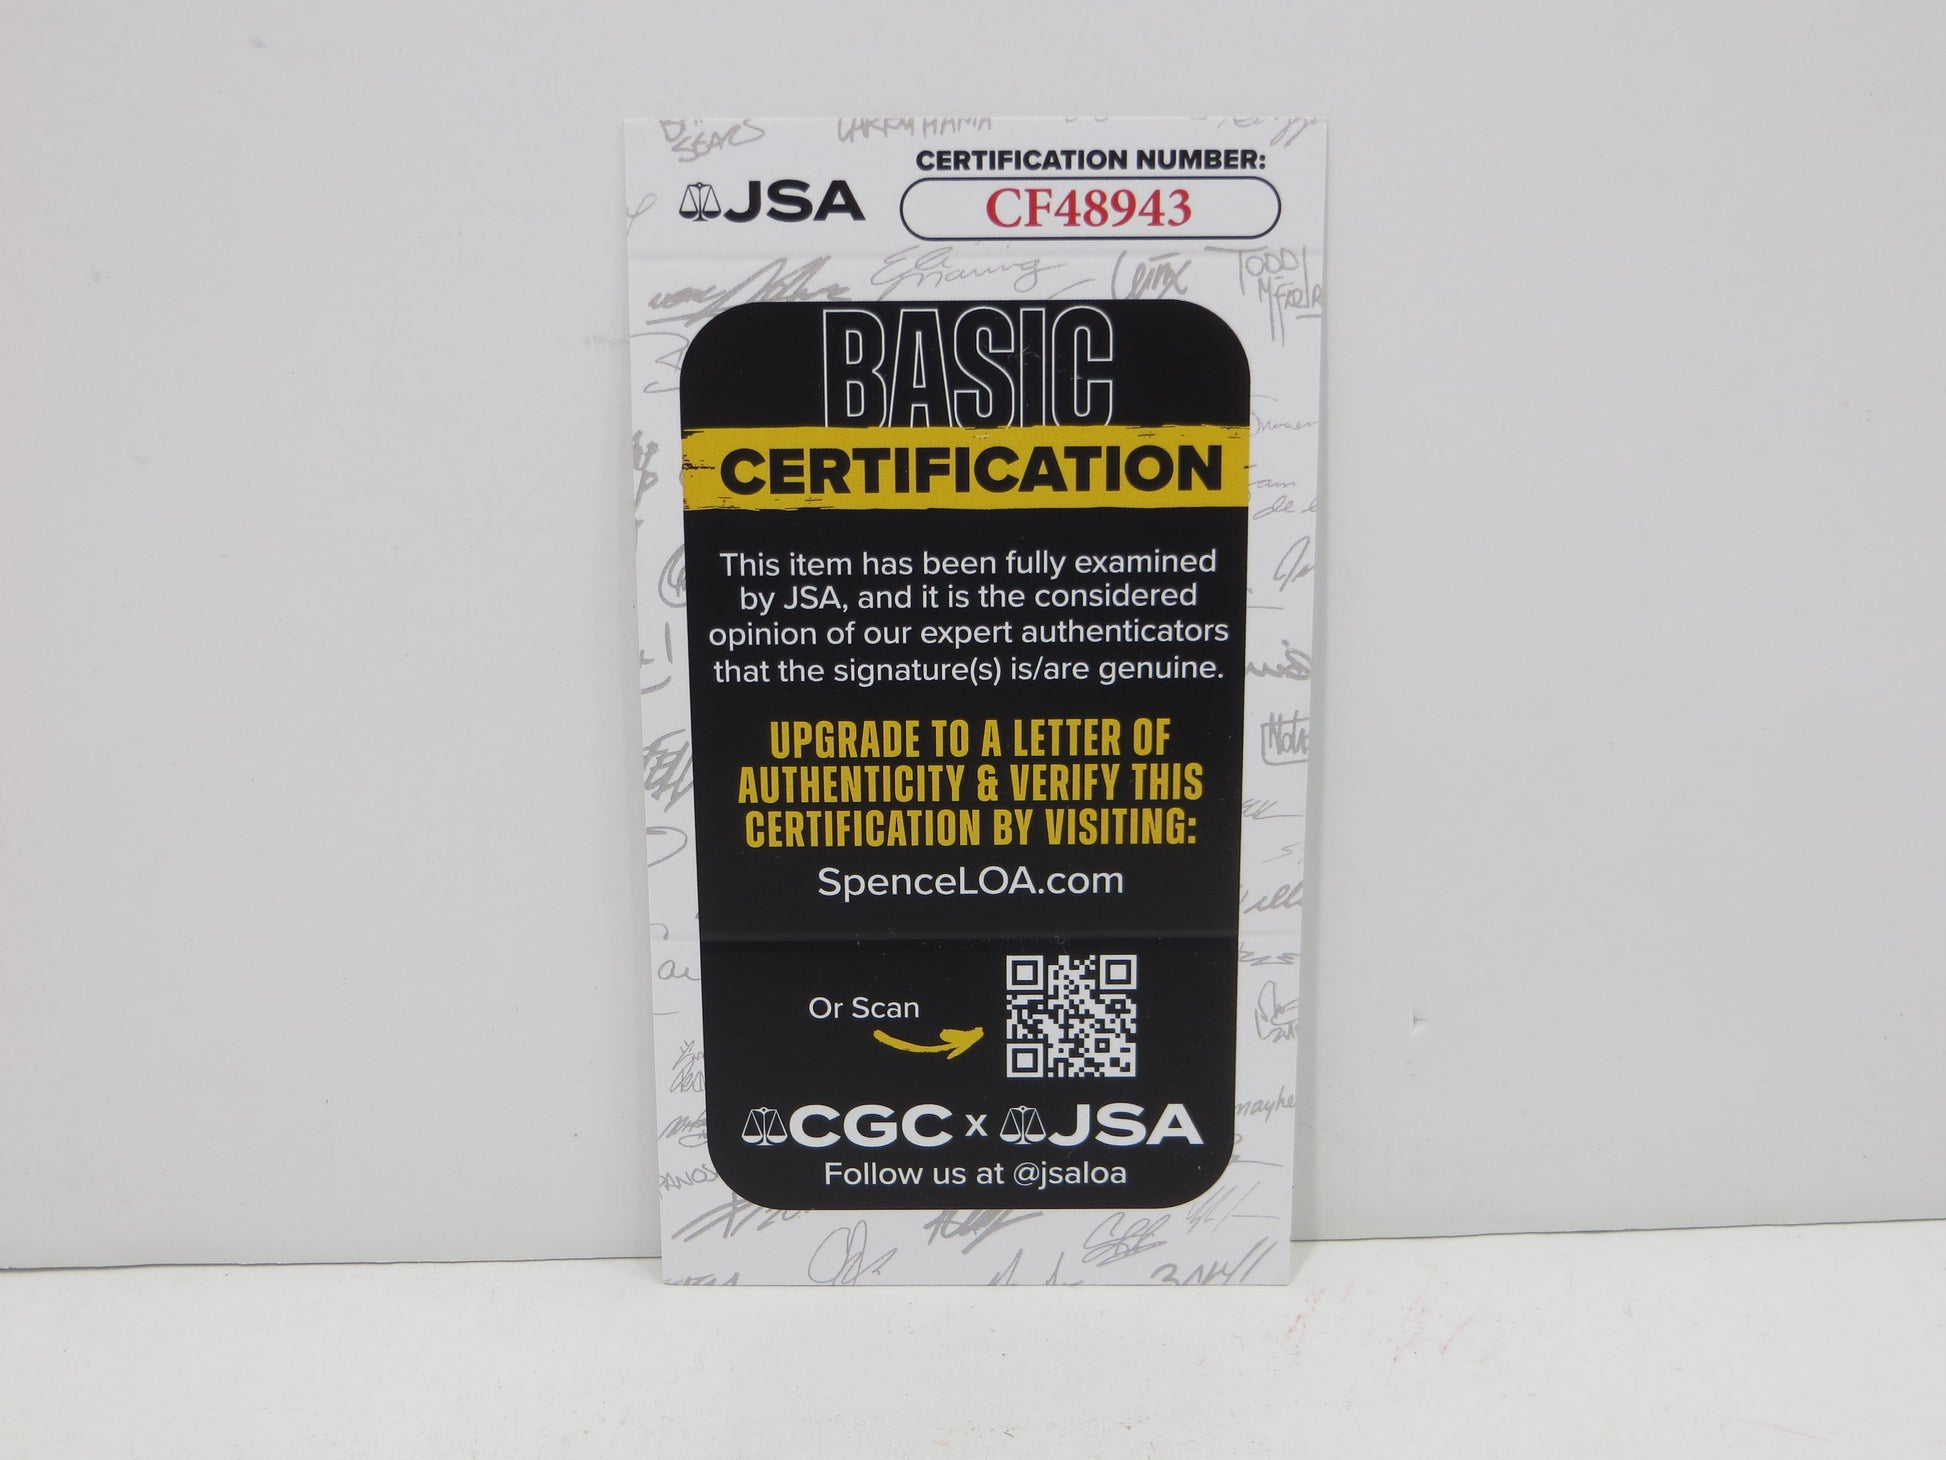 CERTIFICATION NUMBER:
JSA
CF48943
BASIC
CERTIFICATION
This item has been fully examined
by JSA, and it is the considered
opinion of our expert authenticators
that the signature(s) is/are genuine.
UPGRADE TO A LETTER OF
AUTHENTICITY & VERIFY THIS
CERTIFICATION BY VISITING:
SpenceLOA.com
Or Scan
CGC x JSA
Follow us at @jsaloa